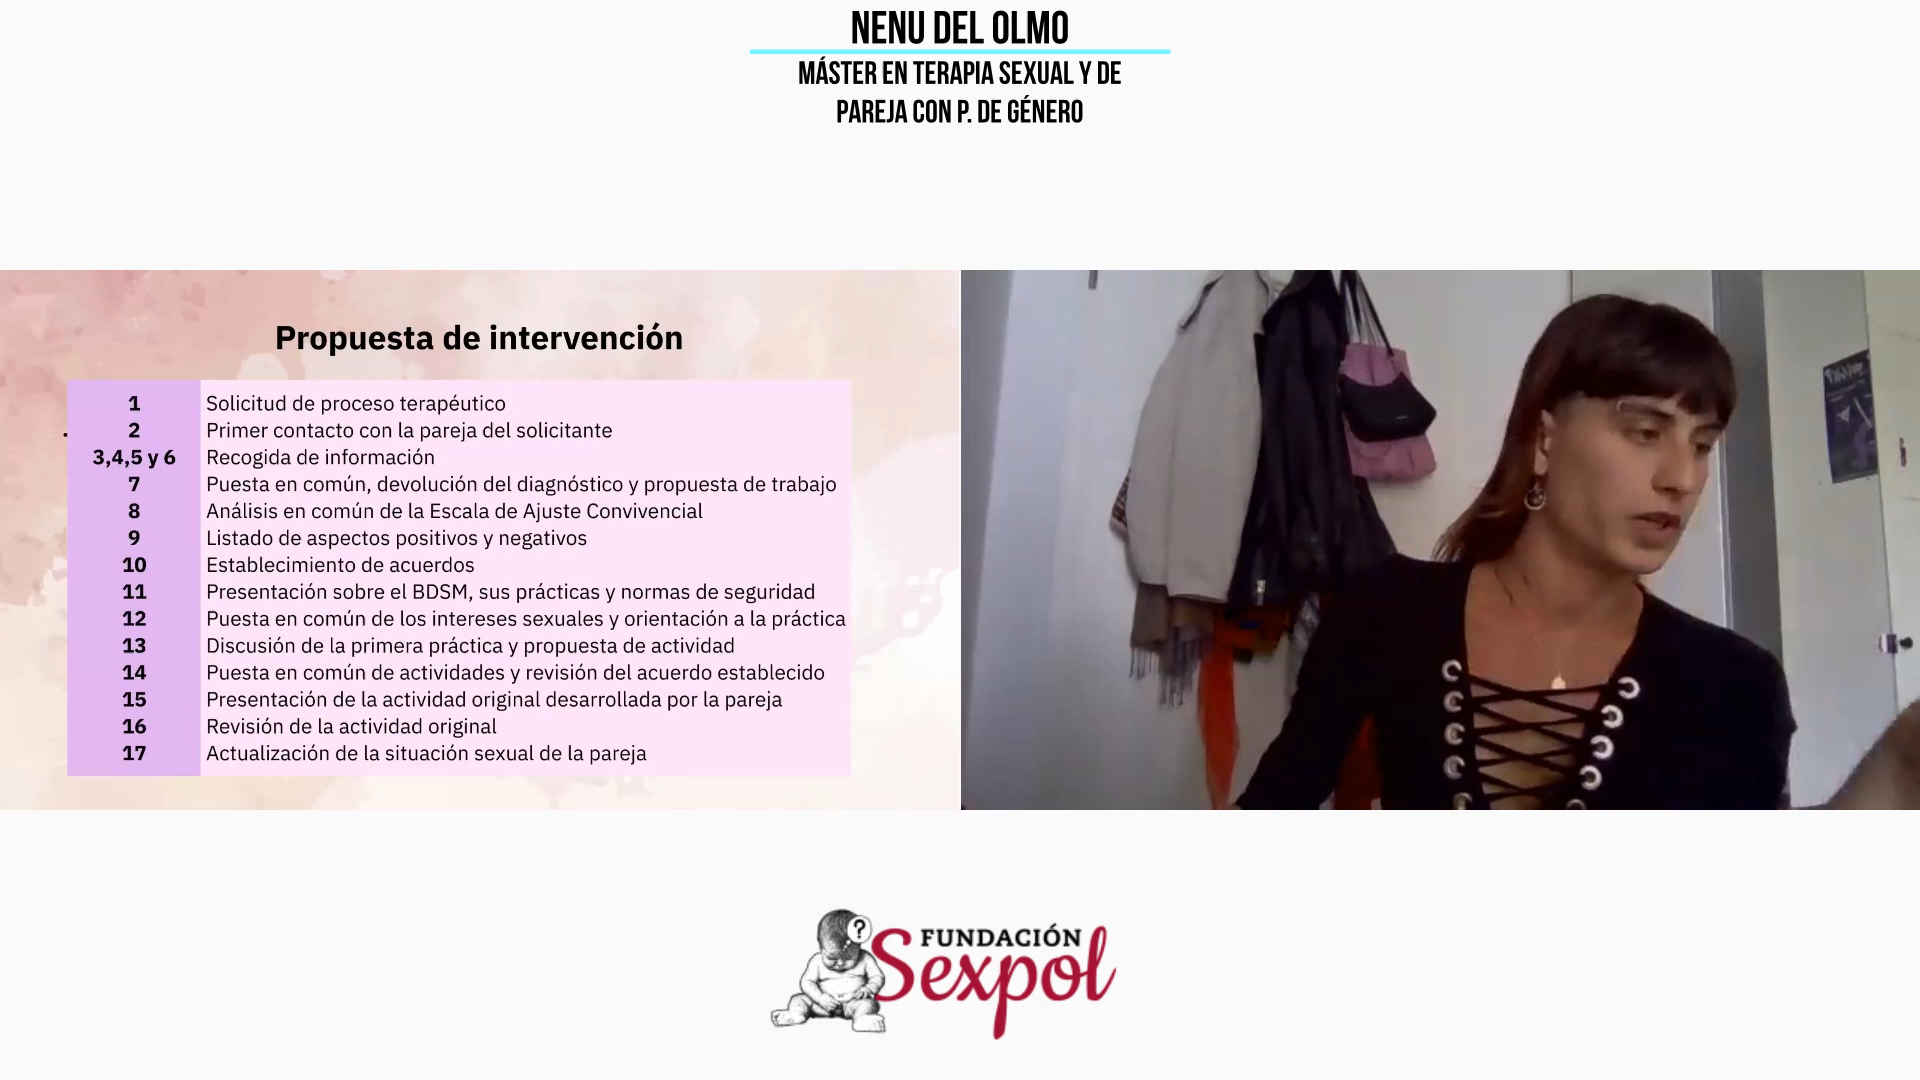 NENU DEL OLMO
MÁSTER EN TERAPIA SEXUAL Y DE
PAREJA CON P. DE GÉNERO
Propuesta de intervención
1 Solicitud de proceso terapéutico
2 Primer contacto con la pareja del solicitante
3,4,5 y 6 Recogida de información
7 Puesta en común, devolución del diagnóstico y propuesta de trabajo
8 Análisis en común de la Escala de Ajuste Convivencial
9 Listado de aspectos positivos y negativos
10 Establecimiento de acuerdos
11 Presentación sobre el BDSM, sus prácticas y normas de seguridad
12 Puesta en común de los intereses sexuales y orientación a la práctica
13 Discusión de la primera práctica y propuesta de actividad
14 Puesta en común de actividades y revisión del acuerdo establecido
15 Presentación de la actividad original desarrollada por la pareja
16 Revisión de la actividad original
17 Actualización de la situación sexual de la pareja
?
FUNDACIÓN
Sexpol